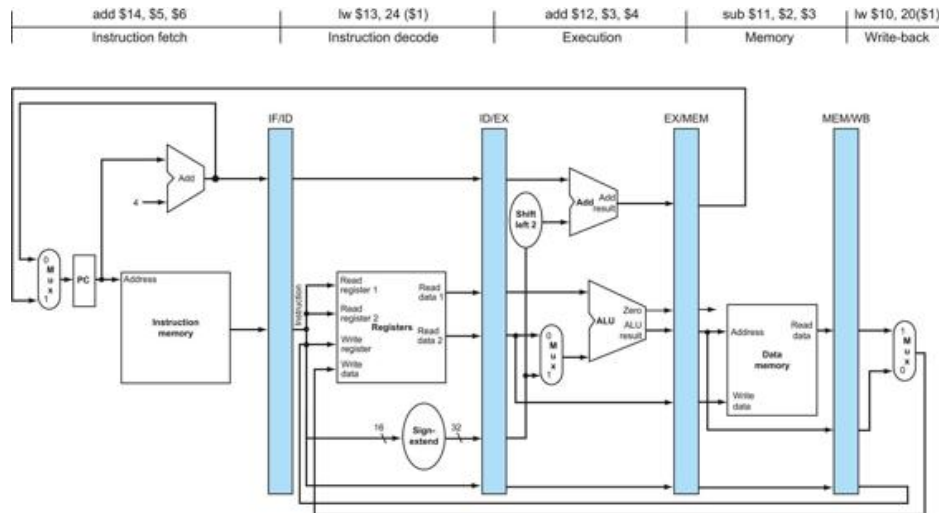 add $14, $5, $6
lw $13, 24 ($1)
add $12, $3, $4
sub $11, $2, $3
lw $10, 20($1)
Instruction fetch
Instruction decode
Execution
Memory
Write-back
IF/ID
ID/EX
EX/MEM
MEM/WB
Add
4
Shift
left 2
Add
Add
result
0
M
u
x
1
PC
Address
Instruction
memory
Instruction
Read
register 1
Read
register 2
Write
register
Write
data
Registers
Read
data 1
Read
data 2
0
M
u
x
1
ALU
Zero
ALU
result
Address
Write
data
Data
memory
Read
data
1
M
u
x
0
16
Sign-
extend
32